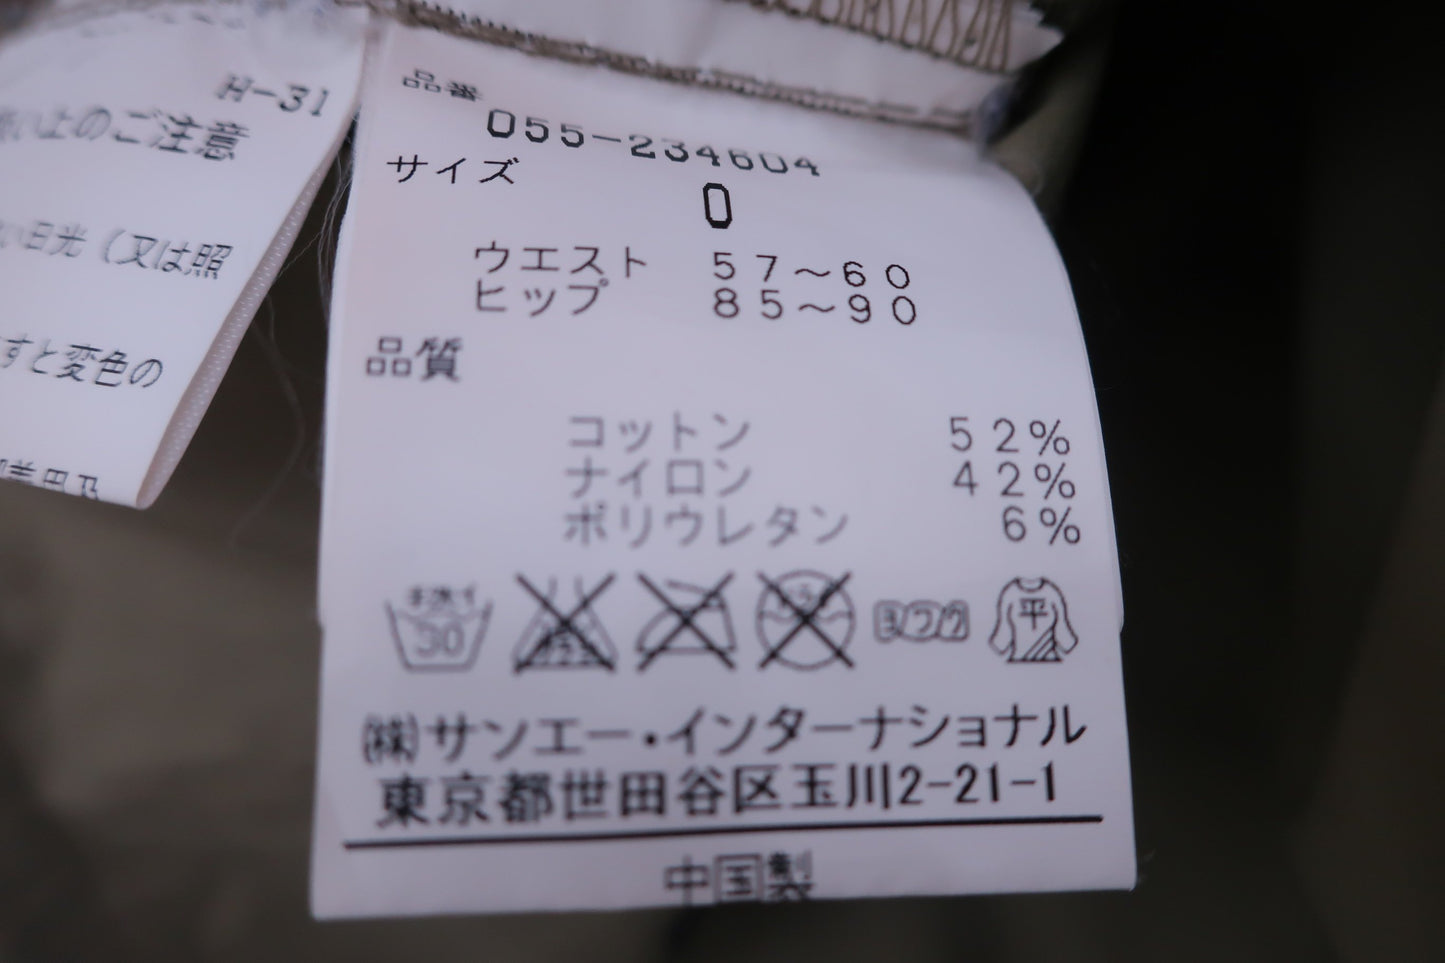 H-31
上のご注意
日光（又は照
すと変色の
品番
055-234604
サイズ
0
ウエスト 57～60
ヒップ 85～90
品質
コットン 52%
ナイロン 42%
ポリウレタン 6%
手洗イ
30
ヨワク
平
㈱サンエー・インターナショナル
東京都世田谷区玉川2-21-1
中国製